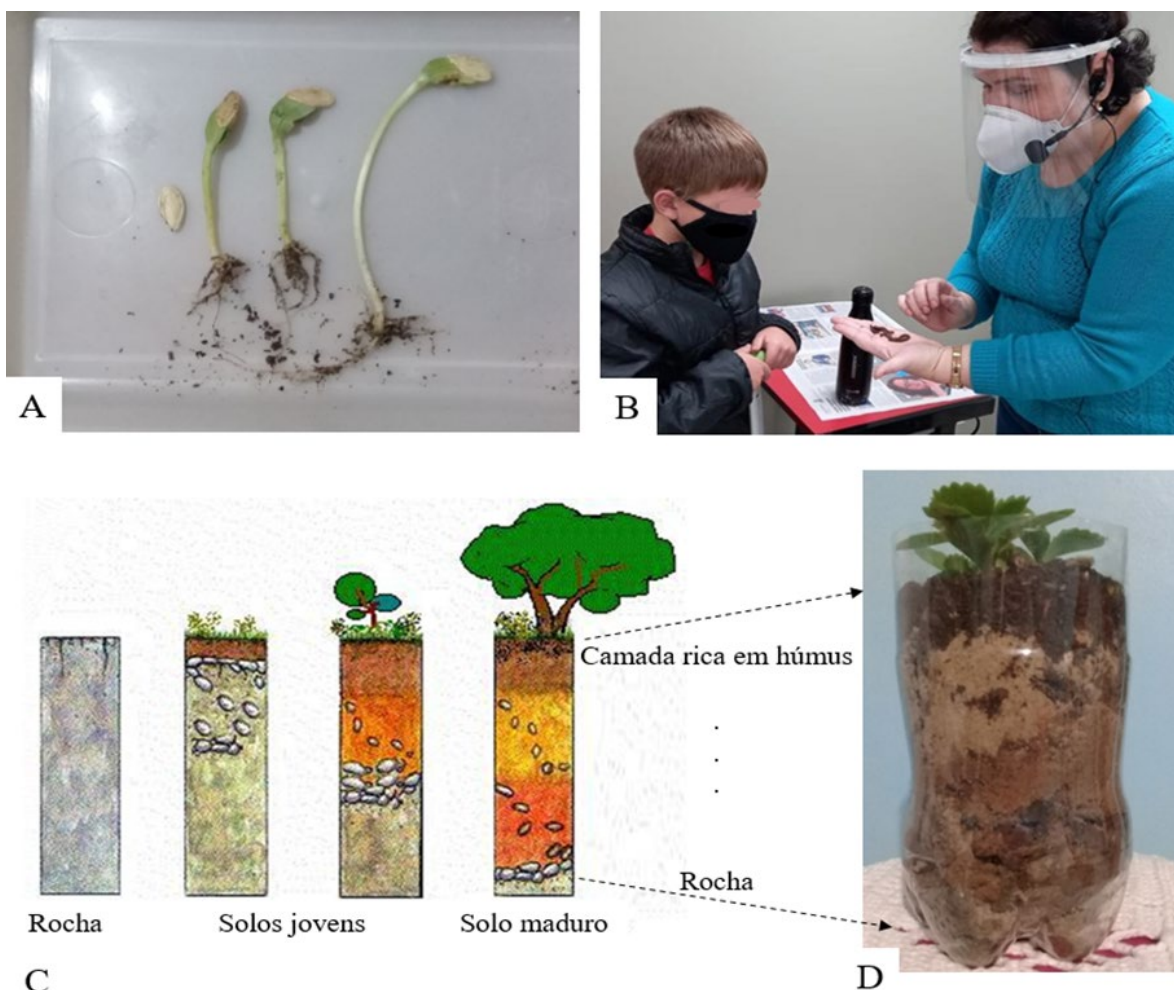 A
B
Camada rica em húmus
.
.
.
Rocha
Rocha
Solos jovens
Solo maduro
C
D